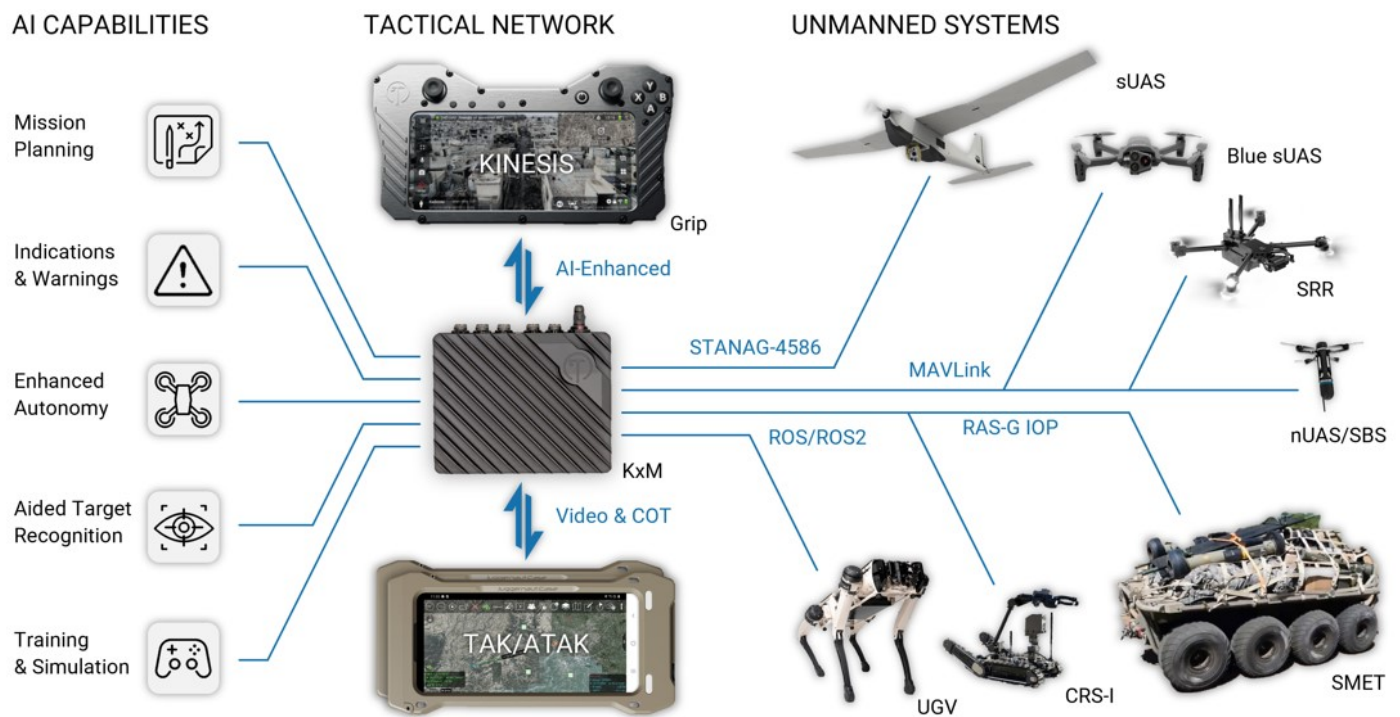 AI CAPABILITIES
TACTICAL NETWORK
UNMANNED SYSTEMS
Mission
Planning
Indications
& Warnings
Enhanced
Autonomy
Aided Target
Recognition
Training
& Simulation
KINESIS
Y
X
B
A
Grip
AI-Enhanced
KxM
Video & COT
TAK/ATAK
STANAG-4586
MAVLink
RAS-G IOP
ROS/ROS2
sUAS
Blue sUAS
SRR
nUAS/SBS
UGV
CRS-I
SMET